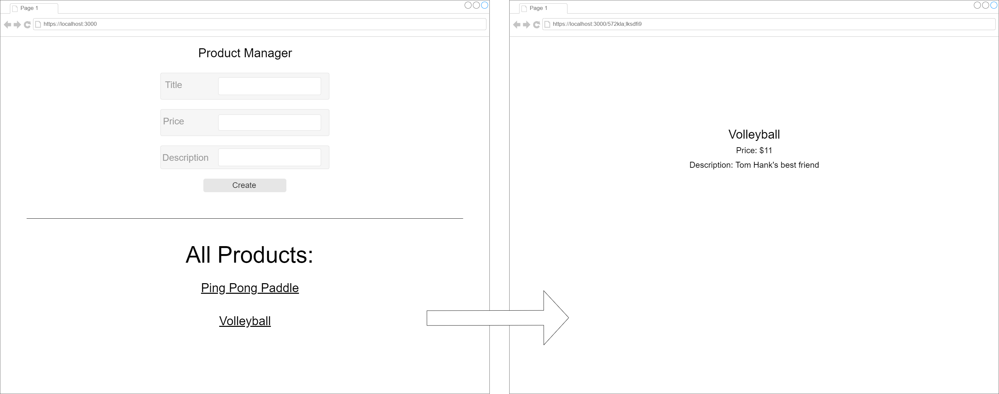 Page 1
https://localhost:3000
Product Manager
Title
Price
Description
Create
All Products:
Ping Pong Paddle
Volleyball
Page 1
https://localhost:3000/572kla;lksdfi9
Volleyball
Price: $11
Description: Tom Hank's best friend